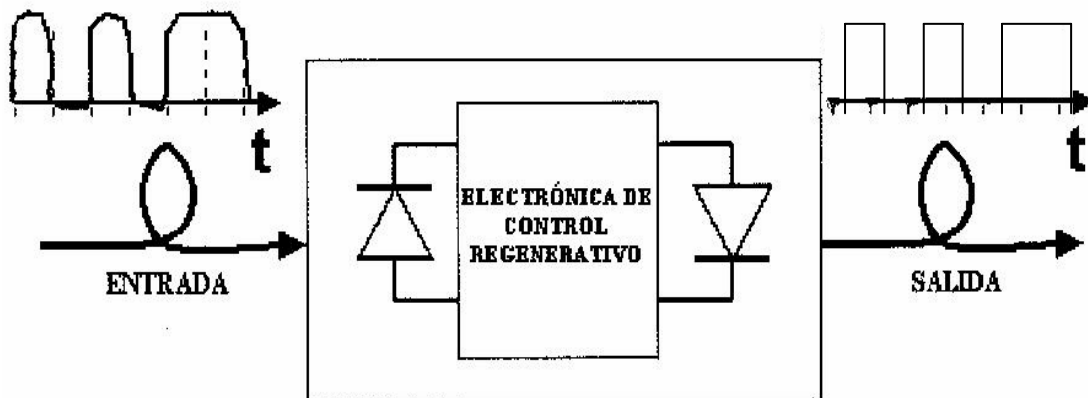 t
t
ELECTRÓNICA DE
CONTROL
REGENERATIVO
ENTRADA
SALIDA